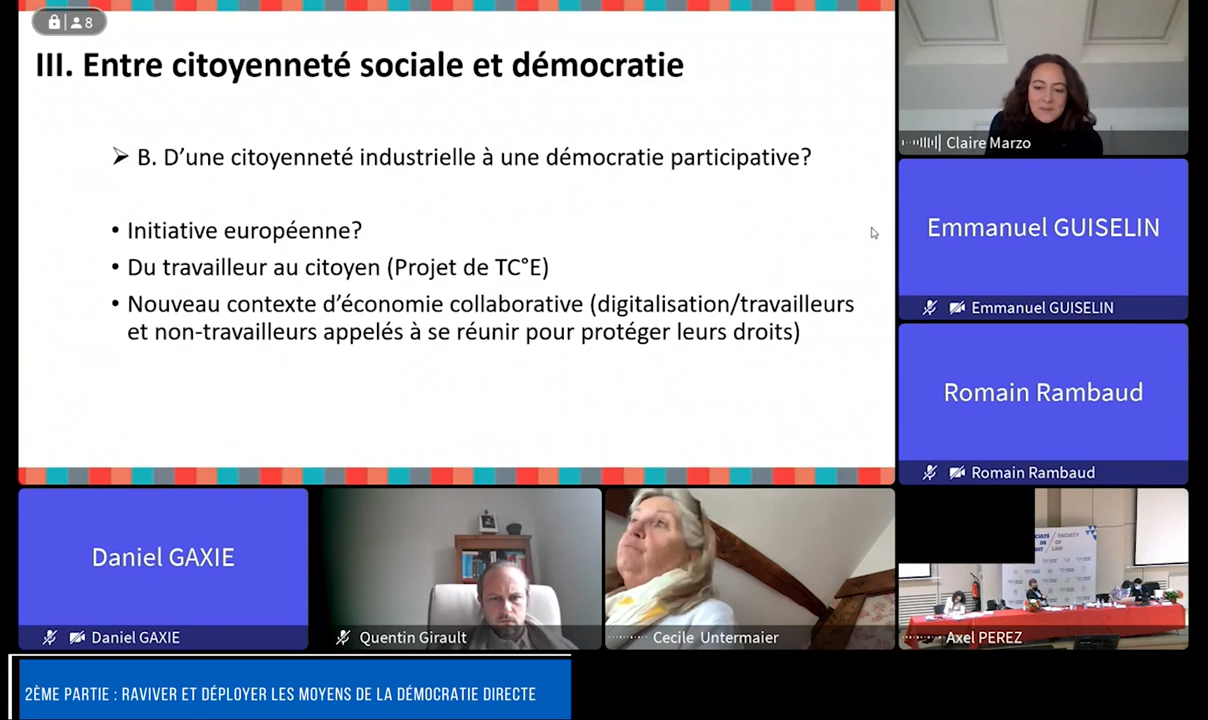 8
III. Entre citoyenneté sociale et démocratie
➢ B. D'une citoyenneté industrielle à une démocratie participative?
• Initiative européenne?
• Du travailleur au citoyen (Projet de TC°E)
• Nouveau contexte d'économie collaborative (digitalisation/travailleurs
et non-travailleurs appelés à se réunir pour protéger leurs droits)
Claire Marzo
Emmanuel GUISELIN
Emmanuel GUISELIN
Romain Rambaud
Romain Rambaud
Daniel GAXIE
Daniel GAXIE
Quentin Girault
Cecile Untermaier
FACULTY
OF
LAW
Axel PEREZ
2ÈME PARTIE : RAVIVER ET DÉPLOYER LES MOYENS DE LA DÉMOCRATIE DIRECTE